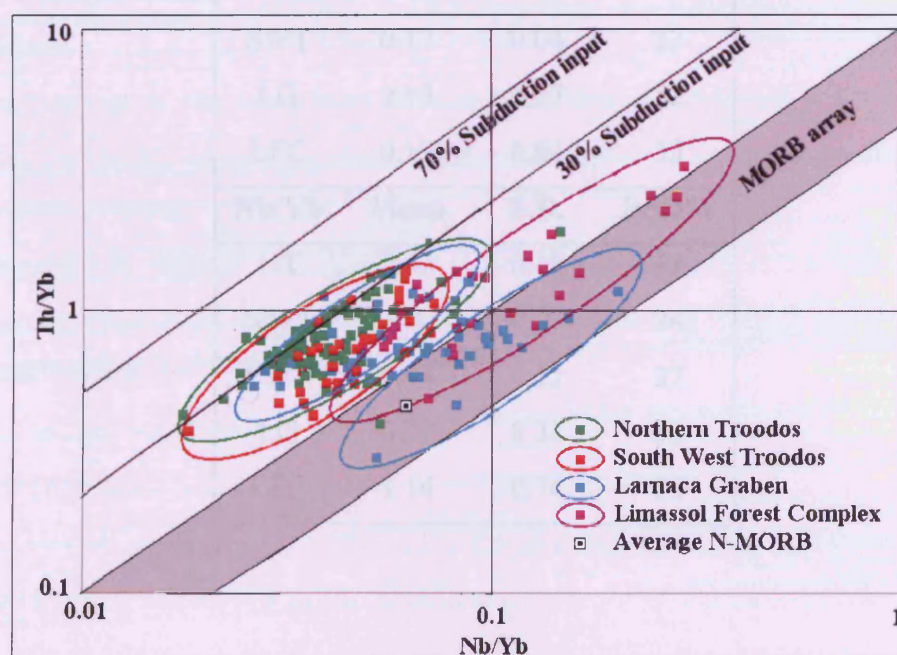 10
70% Subduction input
30% Subduction input
MORB array
Th/Yb
1
Northern Troodos
South West Troodos
Larnaca Graben
Limassol Forest Complex
Average N-MORB
0.1
0.01
0.1
1
Nb/Yb